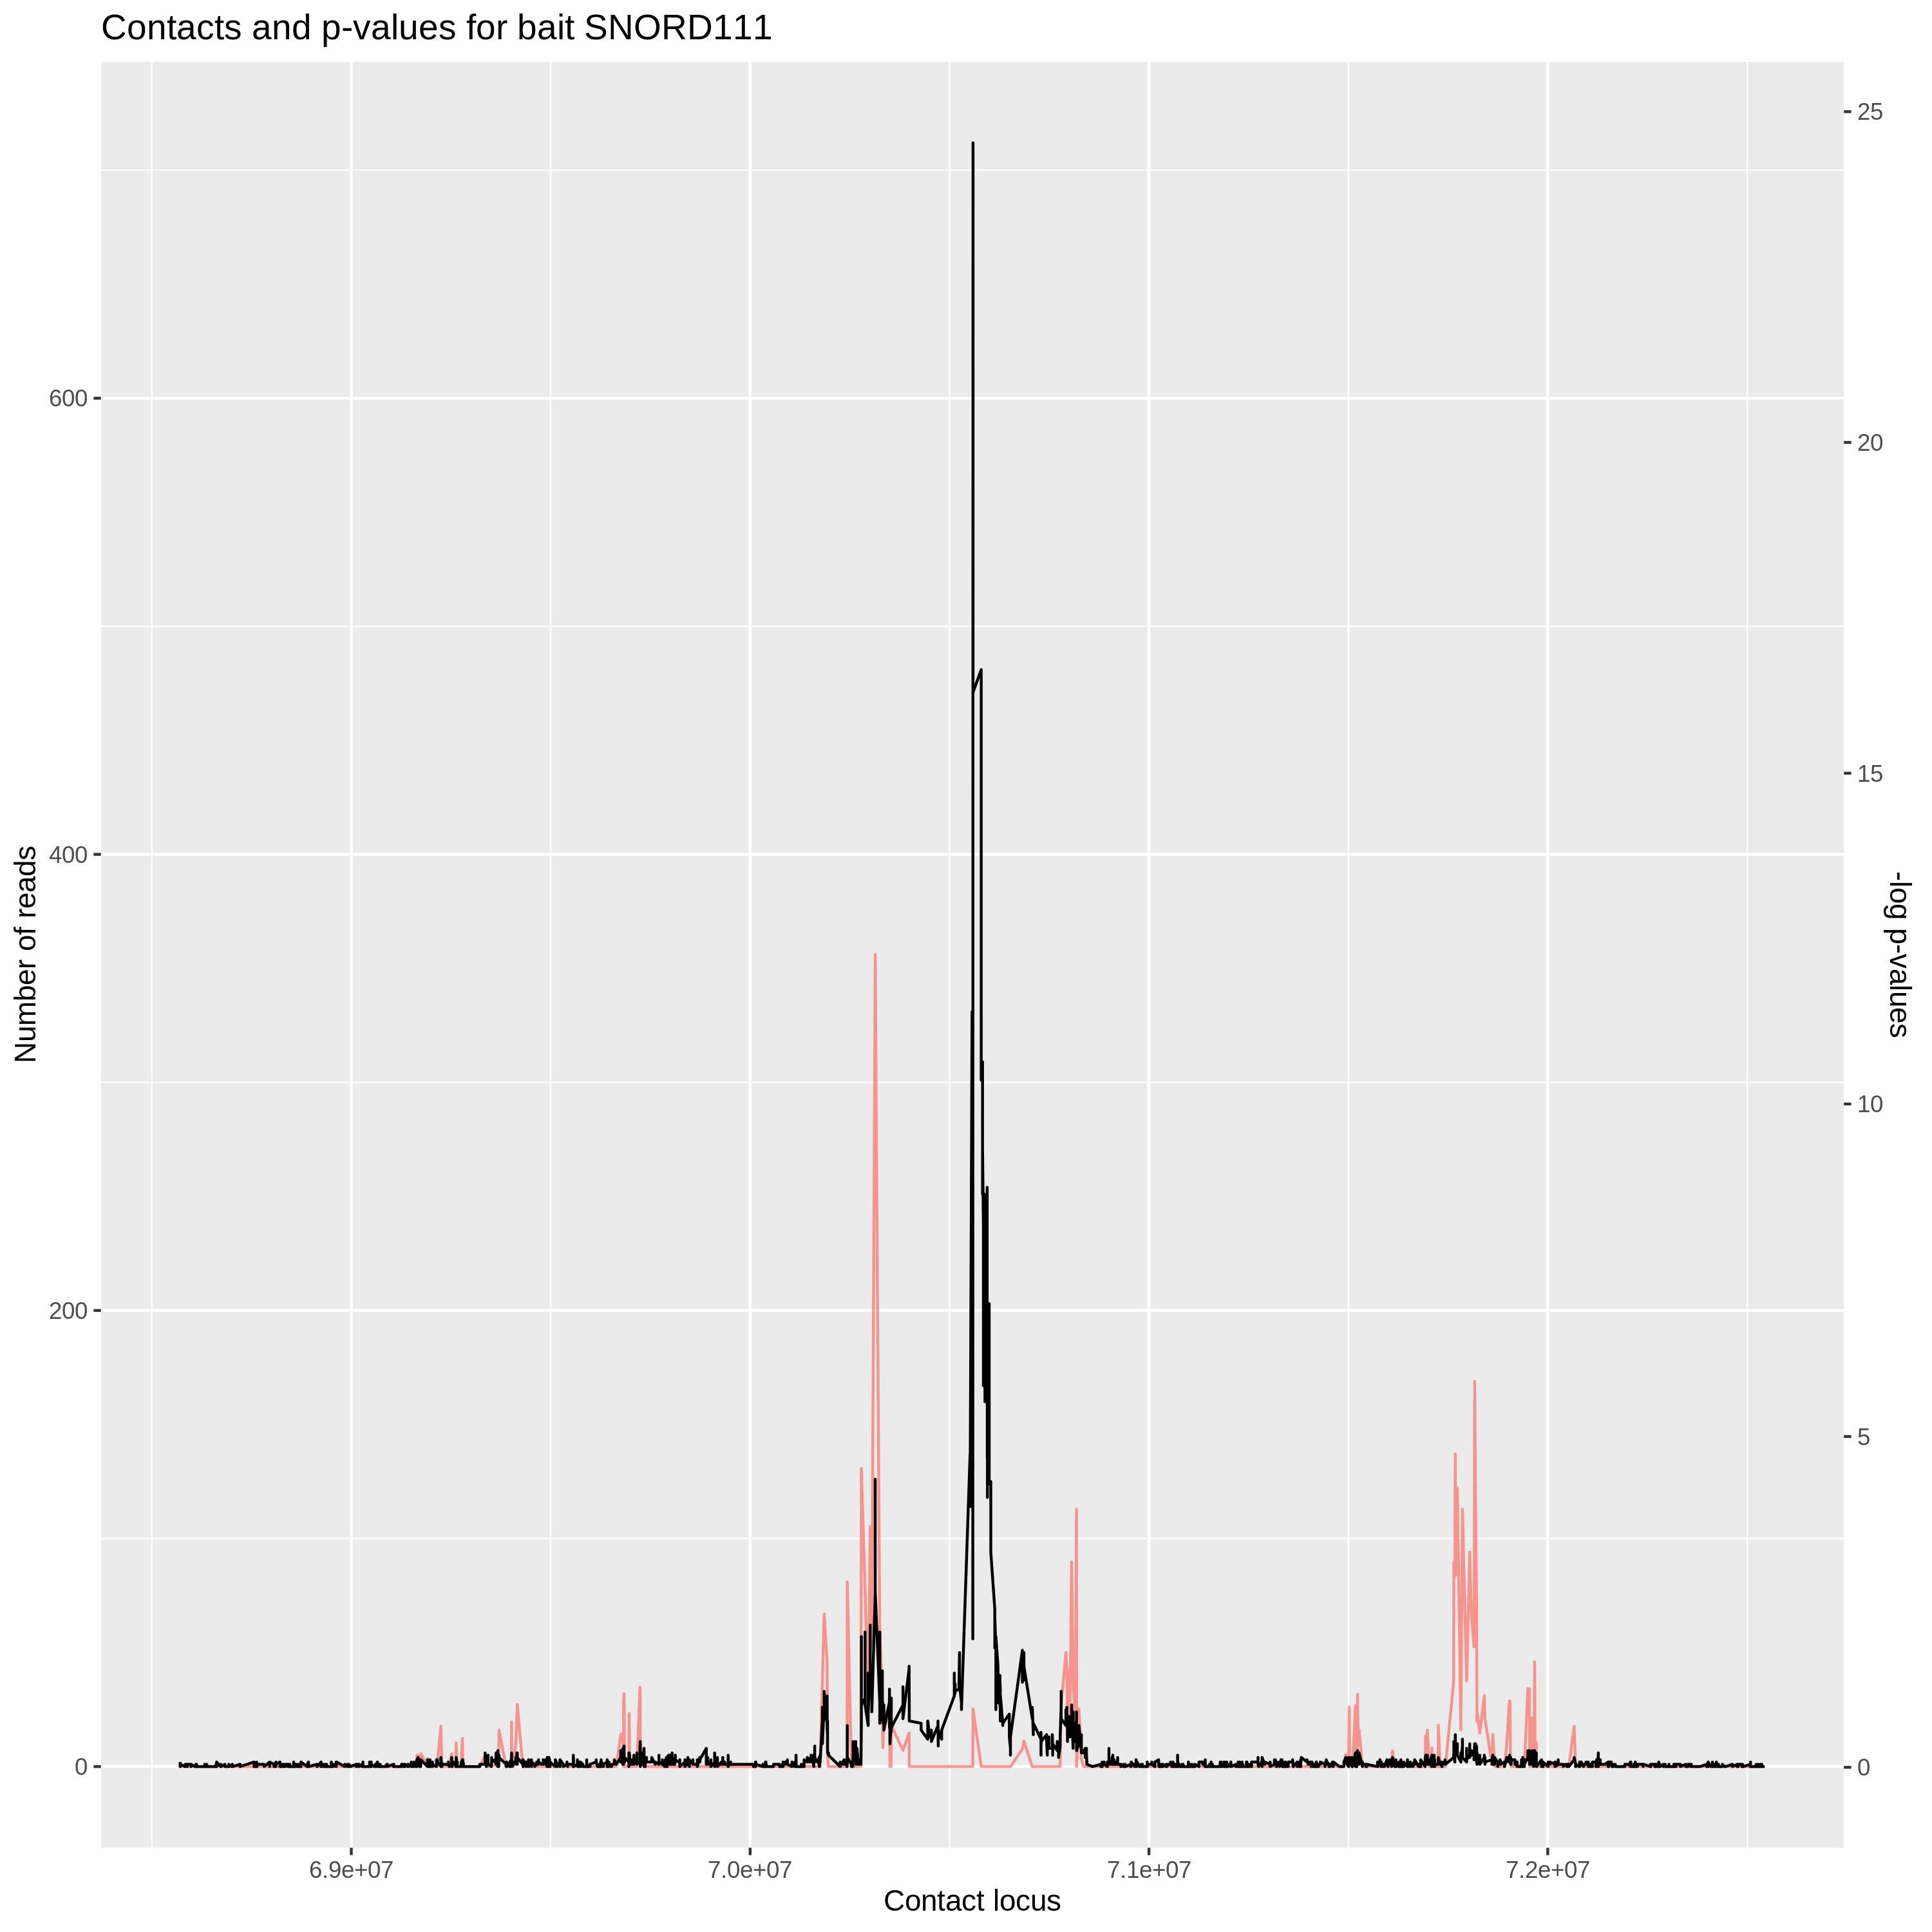 Contacts and p-values for bait SNORD111
25
20
15
10
5
0
600
400
200
0
Number of reads
-log p-values
6.9e+07 7.0e+07 7.1e+07 7.2e+07
Contact locus